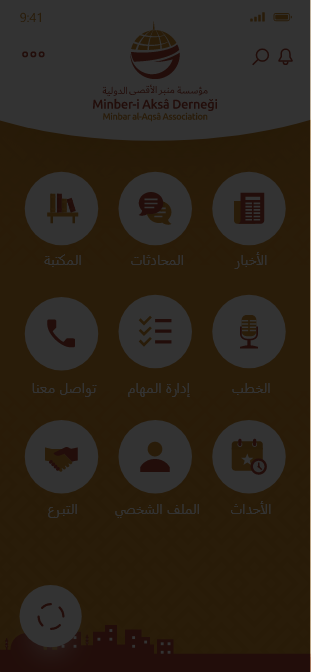 9:41
مؤسسة منبر الأقصى الدولية
Minber-i Aksâ Derneği
Minbar al-Aqsâ Association
الأخبار
المحادثات
المكتبة
الخطب
إدارة المهام
تواصل معنا
الأحداث
الملف الشخصي
التبرع